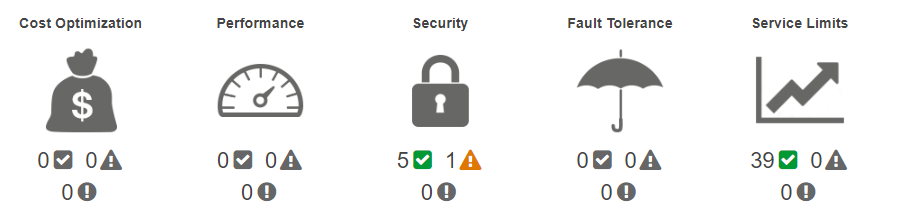 Cost Optimization Performance Security Fault Tolerance Service Limits
$
0 0 0 0 5 1 0 0 39 0
0 0 0 0 0